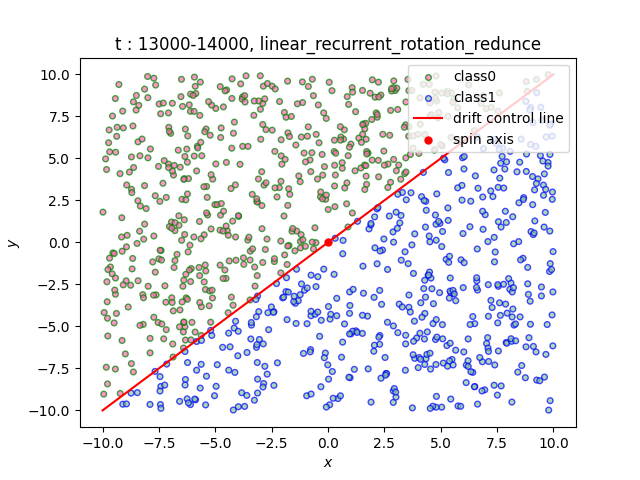 t : 13000-14000, linear_recurrent_rotation_redunce
class0
class1
drift control line
spin axis
10.0
7.5
5.0
2.5
0.0
−2.5
−5.0
−7.5
−10.0
y
−10.0 −7.5 −5.0 −2.5 0.0 2.5 5.0 7.5 10.0
x